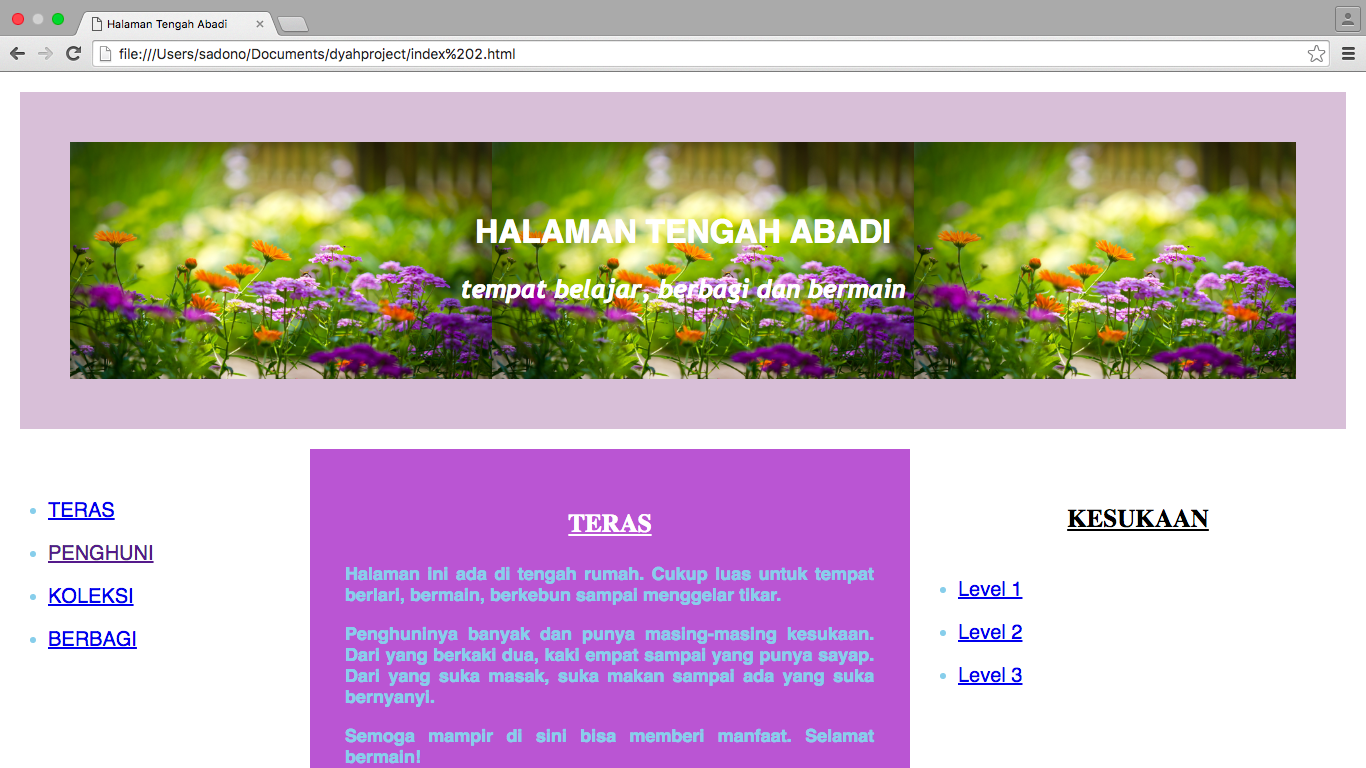 Halaman Tengah Abadi
file:///Users/sadono/Documents/dyahproject/index%202.html
HALAMAN TENGAH ABADI
tempat belajar, berbagi dan bermain
TERAS
PENGHUNI
KOLEKSI
BERBAGI
TERAS
Halaman ini ada di tengah rumah. Cukup luas untuk tempat
berlari, bermain, berkebun sampai menggelar tikar.
Penghuninya banyak dan punya masing-masing kesukaan.
Dari yang berkaki dua, kaki empat sampai yang punya sayap.
Dari yang suka masak, suka makan sampai ada yang suka
bernyanyi.
Semoga mampir di sini bisa memberi manfaat. Selamat
bermain!
KESUKAAN
Level 1
Level 2
Level 3